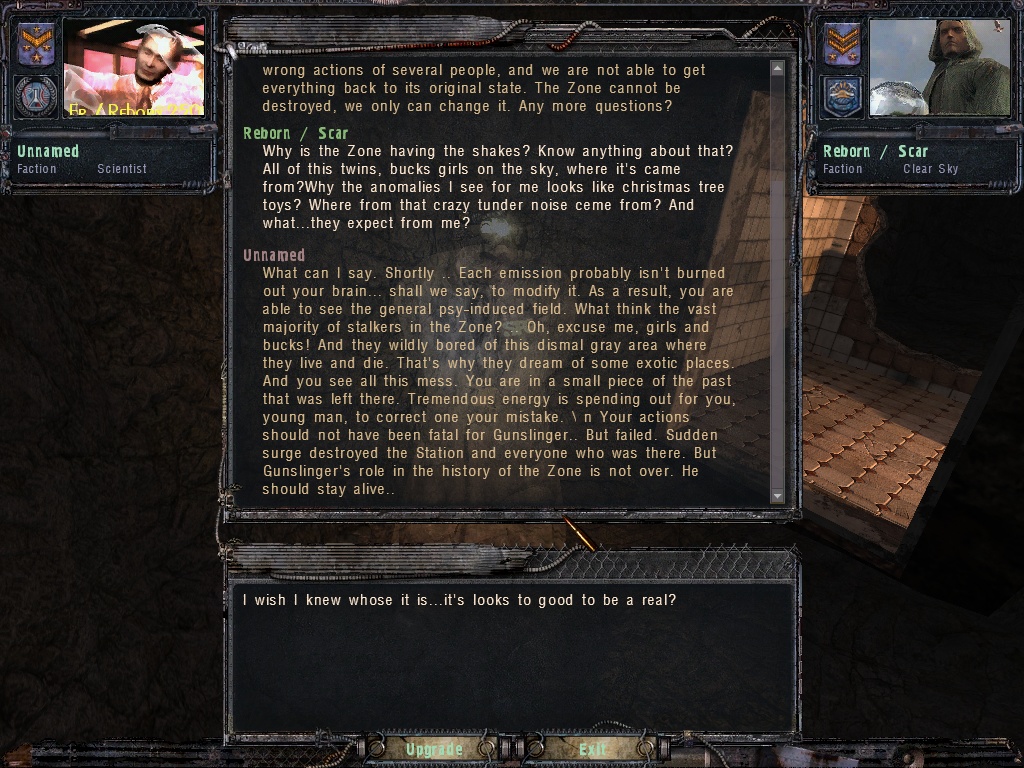 Unnamed
Faction Scientist
wrong actions of several people, and we are not able to get
everything back to its original state. The Zone cannot be
destroyed, we only can change it. Any more questions?
Reborn / Scar
Why is the Zone having the shakes? Know anything about that?
All of this twins, bucks girls on the sky, where it's came
from?Why the anomalies I see for me looks like christmas tree
toys? Where from that crazy tunder noise ceme from? And
what...they expect from me?
Unnamed
What can I say. Shortly .. Each emission probably isn't burned
out your brain... shall we say, to modify it. As a result, you are
able to see the general psy-induced field. What think the vast
majority of stalkers in the Zone? .. Oh, excuse me, girls and
bucks! And they wildly bored of this dismal gray area where
they live and die. That's why they dream of some exotic places.
And you see all this mess. You are in a small piece of the past
that was left there. Tremendous energy is spending out for you,
young man, to correct one your mistake. \ n Your actions
should not have been fatal for Gunslinger.. But failed. Sudden
surge destroyed the Station and everyone who was there. But
Gunslinger's role in the history of the Zone is not over. He
should stay alive..
Reborn / Scar
Faction Clear Sky
I wish I knew whose it is...it's looks to good to be a real?
Upgrade
Exit